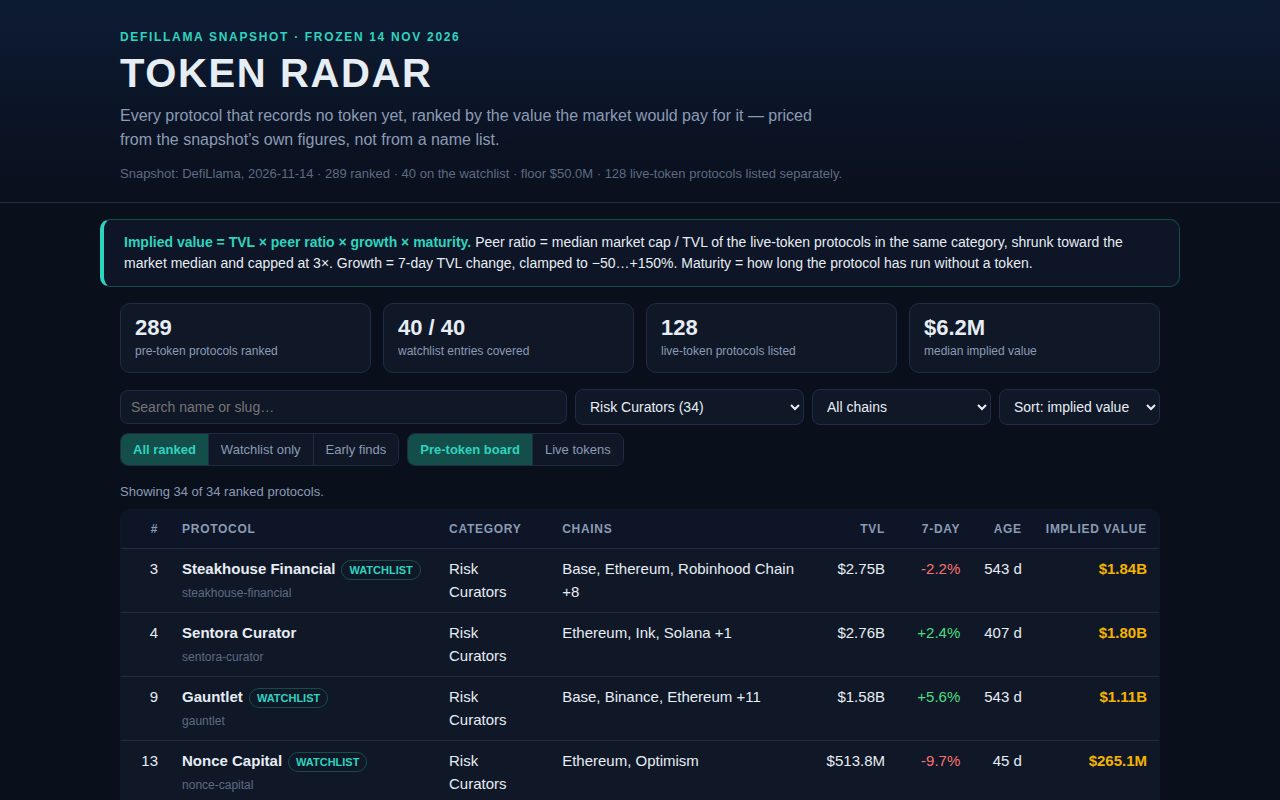 DEFILLAMA SNAPSHOT · FROZEN 14 NOV 2026
TOKEN RADAR
Every protocol that records no token yet, ranked by the value the market would pay for it — priced
from the snapshot's own figures, not from a name list.
Snapshot: DefiLlama, 2026-11-14 · 289 ranked · 40 on the watchlist · floor $50.0M · 128 live-token protocols listed separately.
Implied value = TVL × peer ratio × growth × maturity. Peer ratio = median market cap / TVL of the live-token protocols in the same category, shrunk toward the
market median and capped at 3×. Growth = 7-day TVL change, clamped to −50…+150%. Maturity = how long the protocol has run without a token.
289 40 / 40 128 $6.2M
pre-token protocols ranked watchlist entries covered live-token protocols listed median implied value
Search name or slug… Risk Curators (34) All chains Sort: implied value
All ranked Watchlist only Early finds Pre-token board Live tokens
Showing 34 of 34 ranked protocols.
# PROTOCOL CATEGORY CHAINS TVL 7-DAY AGE IMPLIED VALUE
3 Steakhouse Financial WATCHLIST Risk Base, Ethereum, Robinhood Chain $2.75B -2.2% 543 d $1.84B
steakhouse-financial Curators +8
4 Sentora Curator Risk Ethereum, Ink, Solana +1 $2.76B +2.4% 407 d $1.80B
sentora-curator Curators
9 Gauntlet WATCHLIST Risk Base, Binance, Ethereum +11 $1.58B +5.6% 543 d $1.11B
gauntlet Curators
13 Nonce Capital WATCHLIST Risk Ethereum, Optimism $513.8M -9.7% 45 d $265.1M
nonce-capital Curators